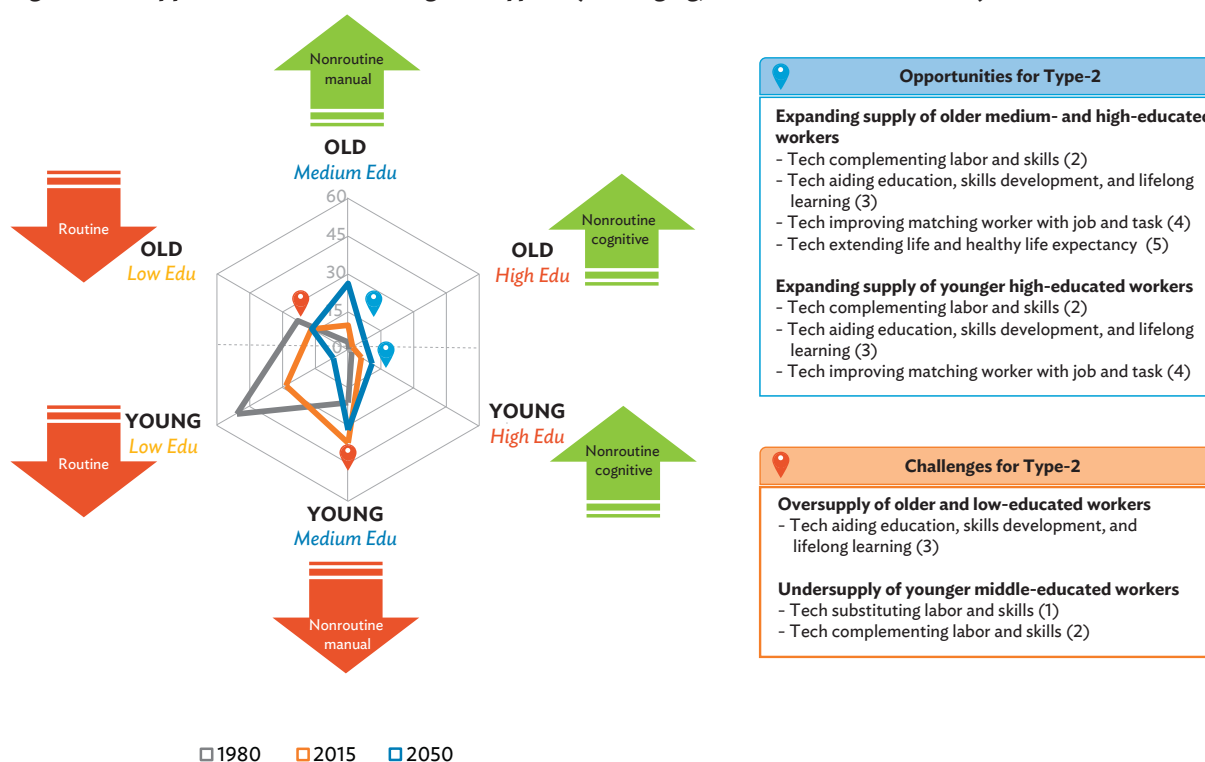 Nonroutine
manual
OLD
Medium Edu
Routine
OLD
Low Edu
Nonroutine
cognitive
OLD
High Edu
60
45
30
15
0
YOUNG
Low Edu
Routine
YOUNG
High Edu
Nonroutine
cognitive
YOUNG
Medium Edu
Nonroutine
manual
1980
2015
2050
Opportunities for Type-2
Expanding supply of older medium- and high-educated
workers
- Tech complementing labor and skills (2)
- Tech aiding education, skills development, and lifelong
learning (3)
- Tech improving matching worker with job and task (4)
- Tech extending life and healthy life expectancy (5)
Expanding supply of younger high-educated workers
- Tech complementing labor and skills (2)
- Tech aiding education, skills development, and lifelong
learning (3)
- Tech improving matching worker with job and task (4)
Challenges for Type-2
Oversupply of older and low-educated workers
- Tech aiding education, skills development, and
lifelong learning (3)
Undersupply of younger middle-educated workers
- Tech substituting labor and skills (1)
- Tech complementing labor and skills (2)